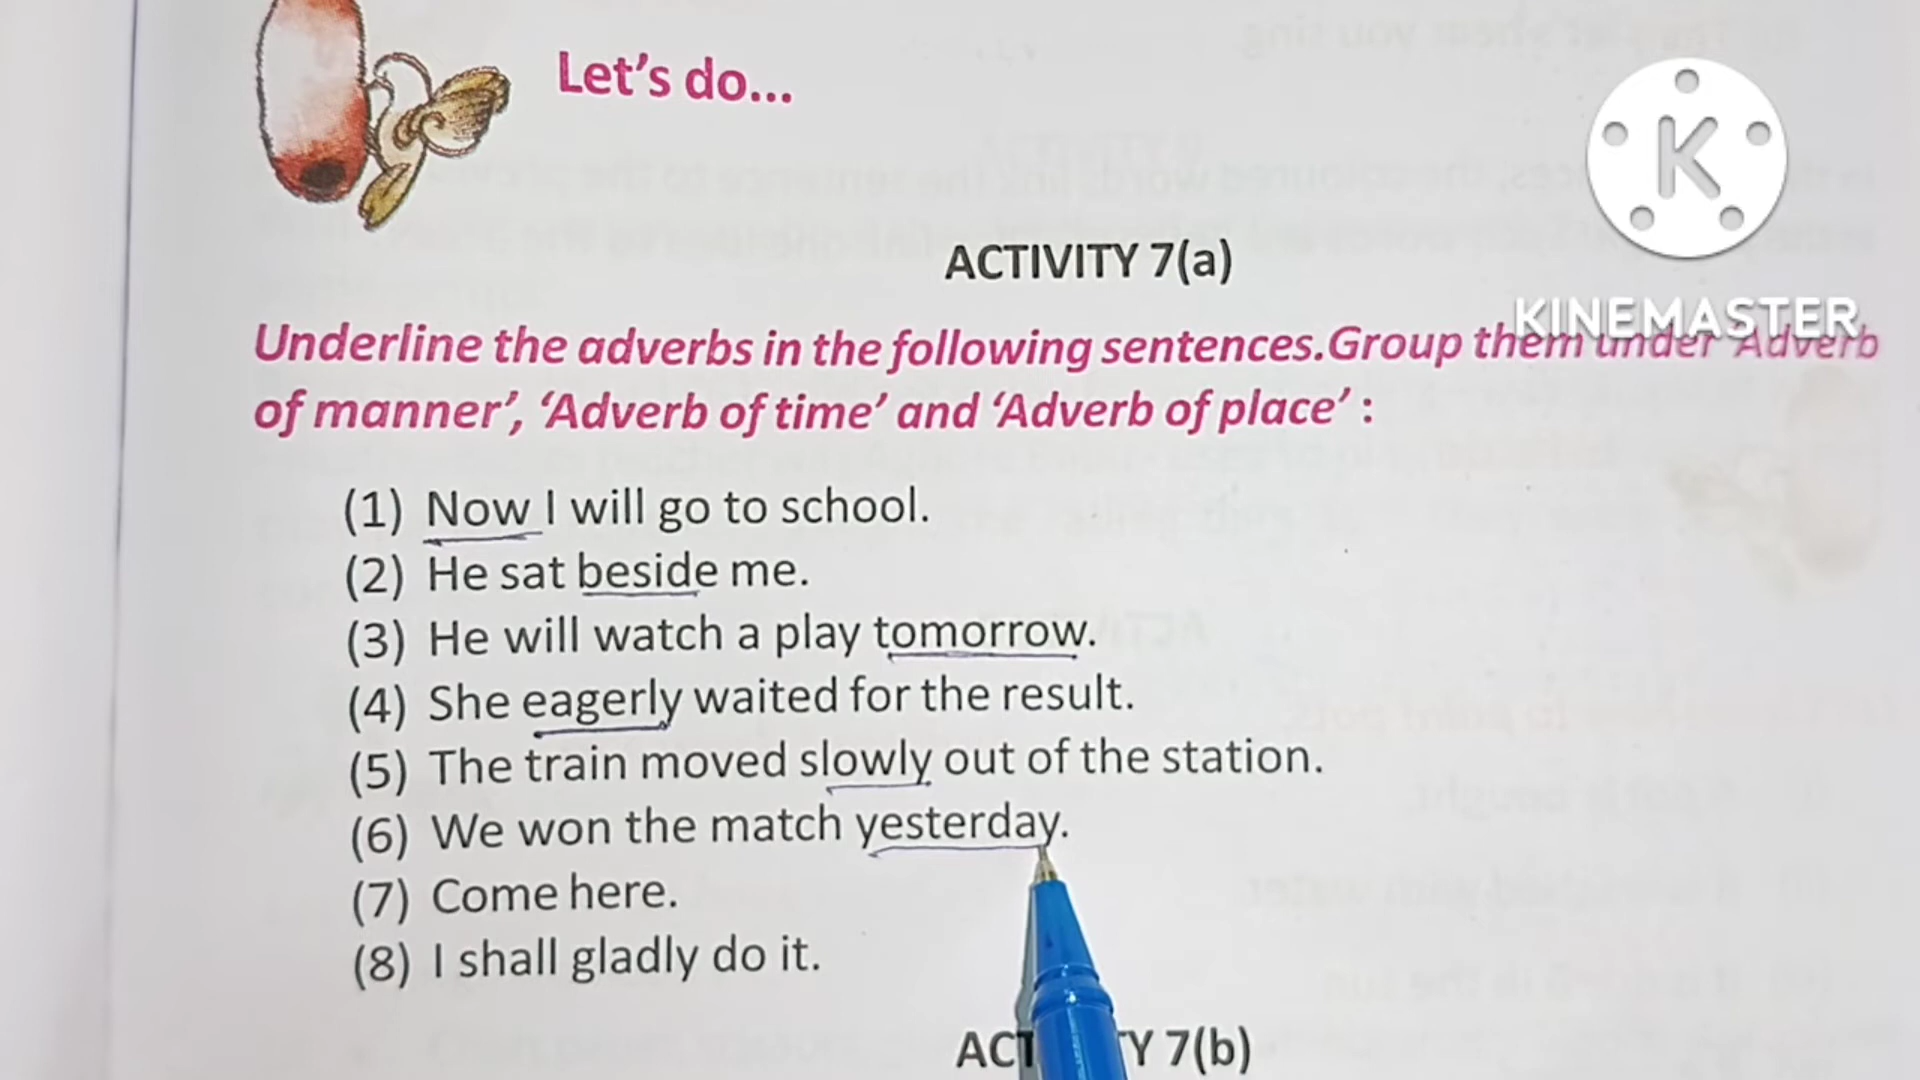 Let's do...
K
KINEMASTER
ACTIVITY 7(a)
Underline the adverbs in the following sentences.Group them under 'Adverb
of manner', 'Adverb of time' and 'Adverb of place' :
(1) Now I will go to school.
(2) He sat beside me.
(3) He will watch a play tomorrow.
(4) She eagerly waited for the result.
(5) The train moved slowly out of the station.
(6) We won the match yesterday.
(7) Come here.
(8) I shall gladly do it.
7(b)